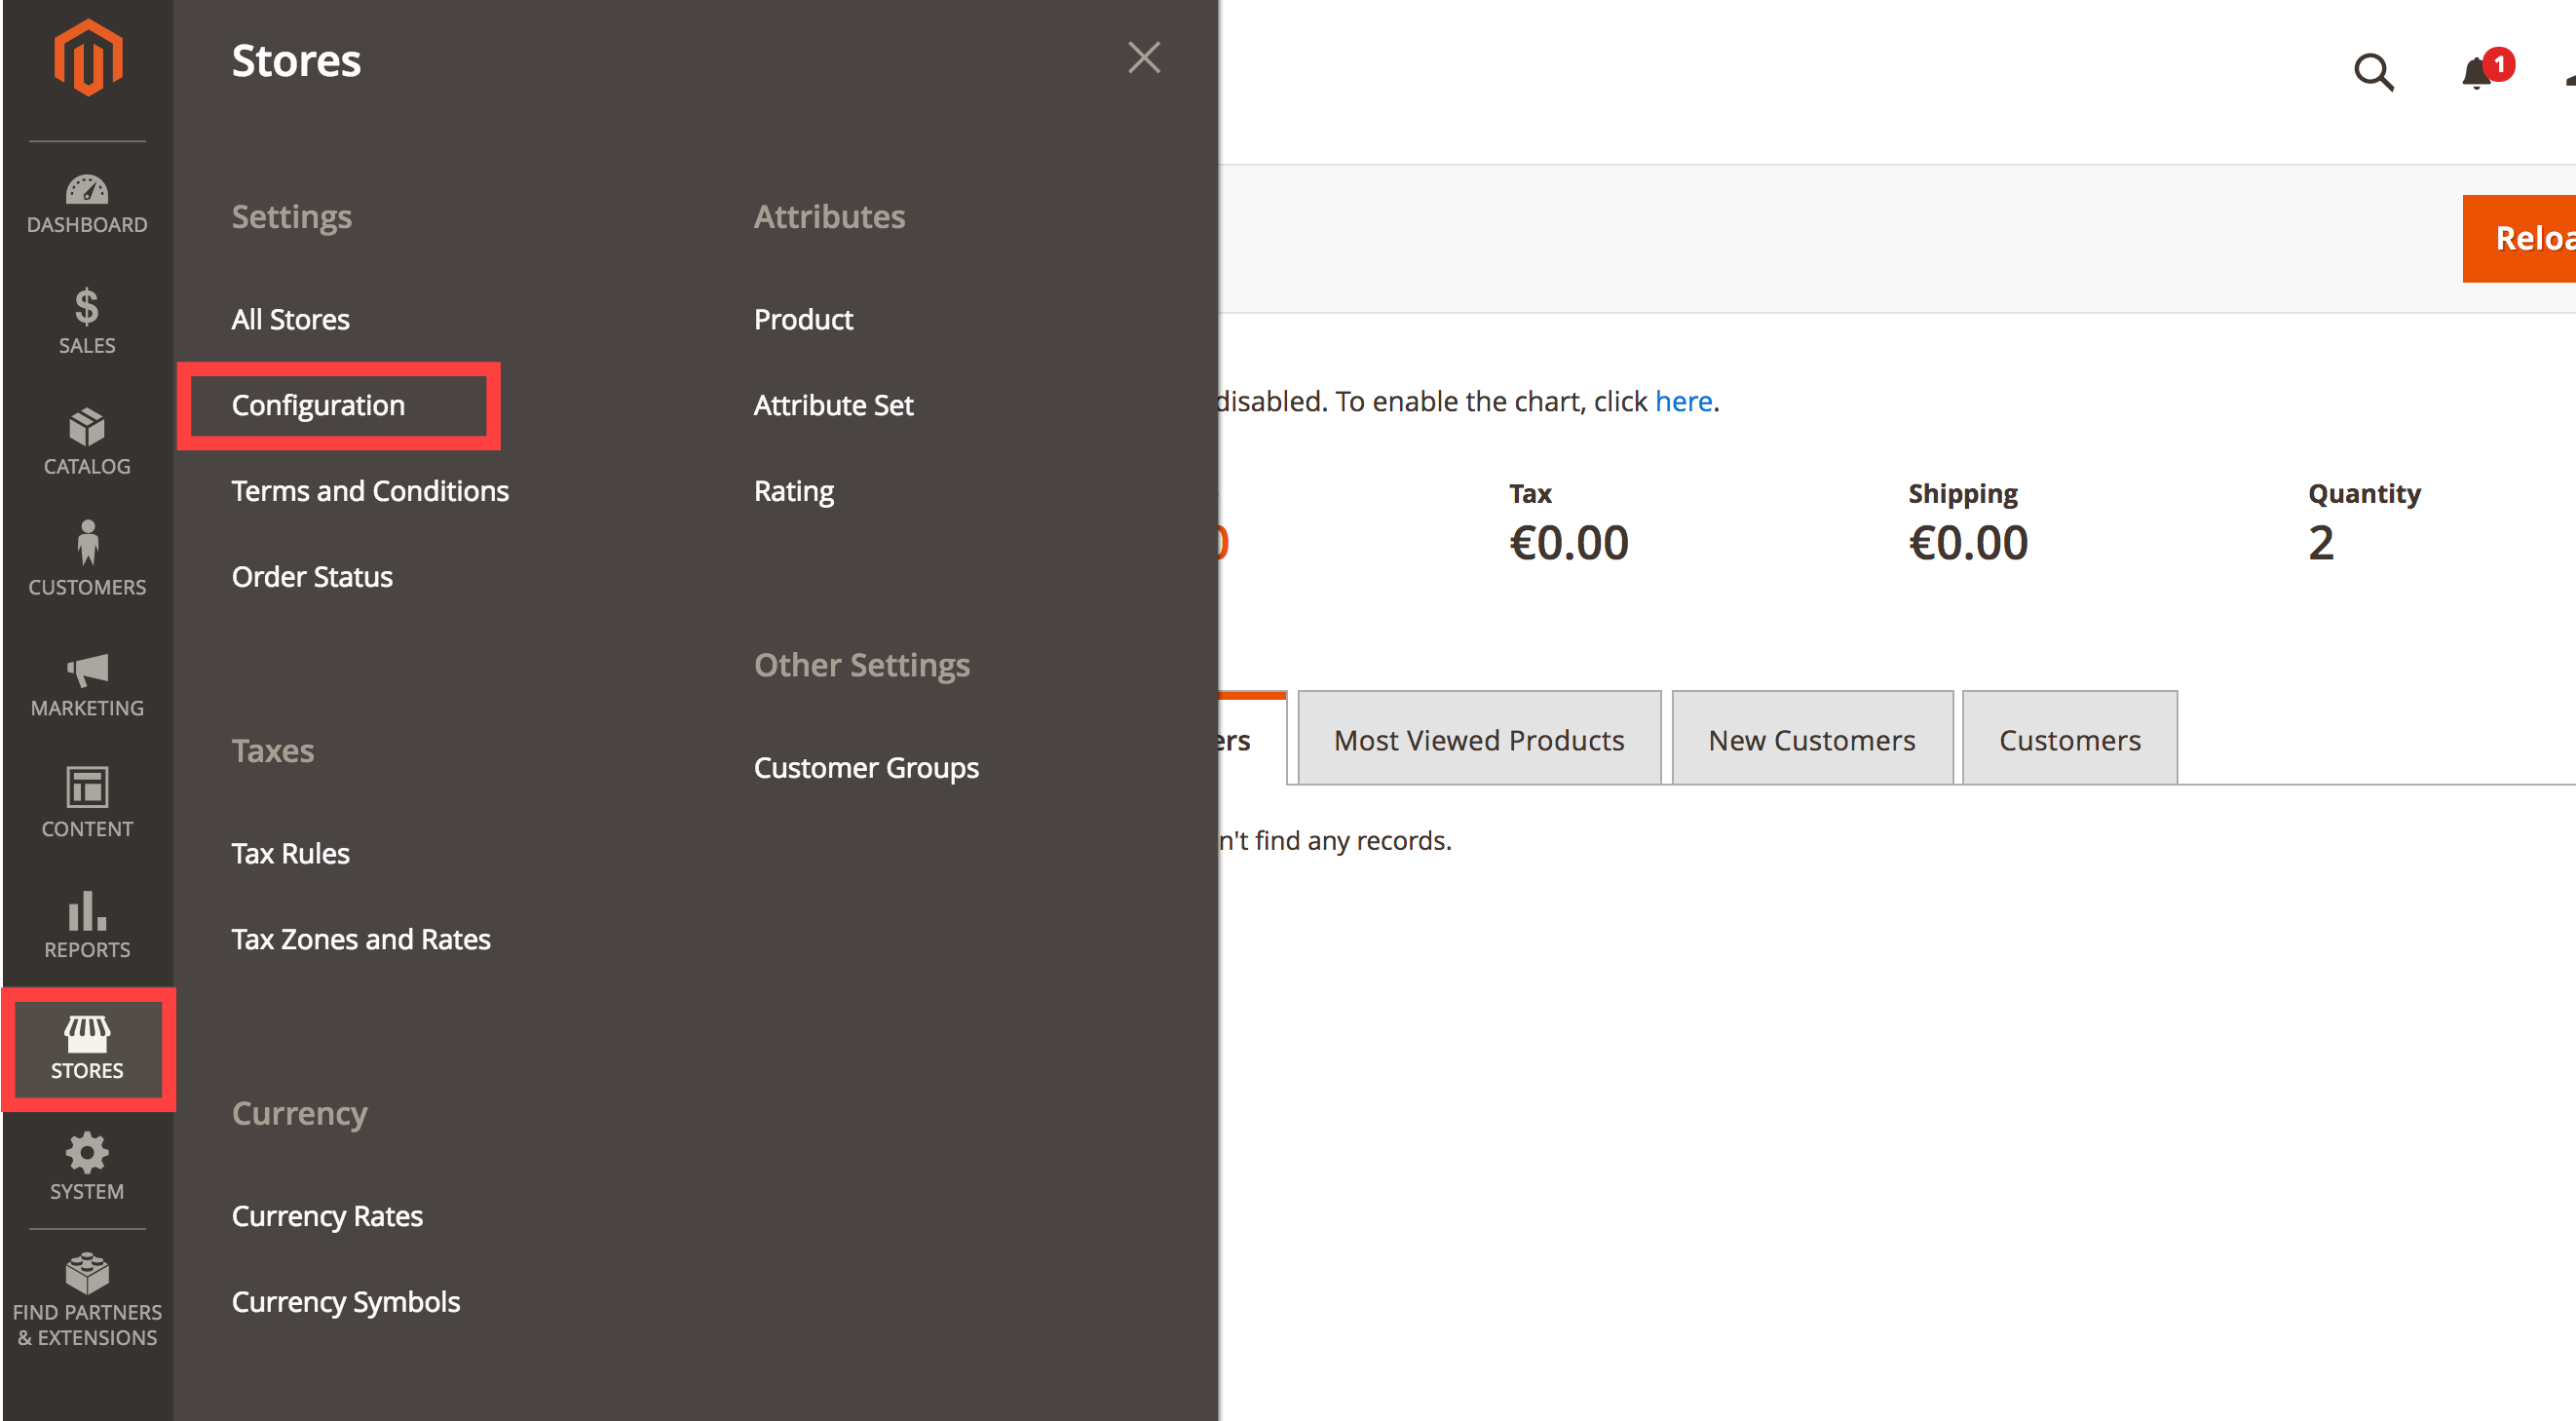 DASHBOARD
SALES
CATALOG
CUSTOMERS
MARKETING
CONTENT
REPORTS
STORES
SYSTEM
FIND PARTNERS
& EXTENSIONS
Stores
Settings
All Stores
Configuration
Terms and Conditions
Order Status
Taxes
Tax Rules
Tax Zones and Rates
Currency
Currency Rates
Currency Symbols
Attributes
Product
Attribute Set
Rating
Other Settings
Customer Groups
1
Reloa
disabled. To enable the chart, click here.
Tax
€0.00
Shipping
€0.00
Quantity
2
ers
Most Viewed Products
New Customers
Customers
n't find any records.